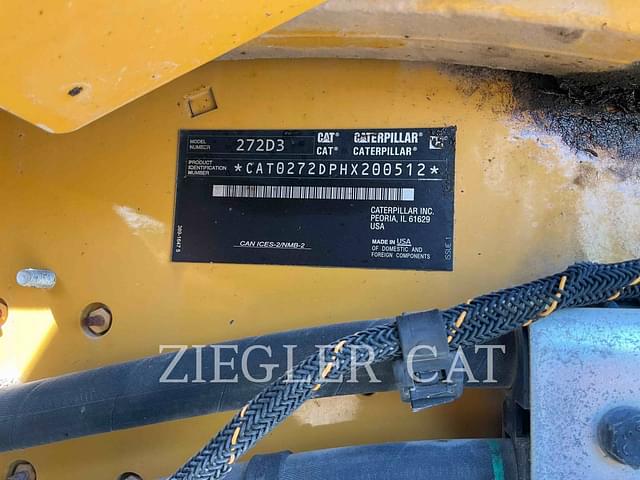 MODEL NUMBER 272D3 CAT® CATERPILLAR®
CAT® CATERPILLAR®
PRODUCT IDENTIFICATION NUMBER *CAT0272DPHX200512*
CATERPILLAR INC.
PEORIA, IL 61629
USA
CAN ICES-2/NMB-2
MADE IN USA
OF DOMESTIC AND
FOREIGN COMPONENTS
ISSUE 1
ZIEGLER CAT